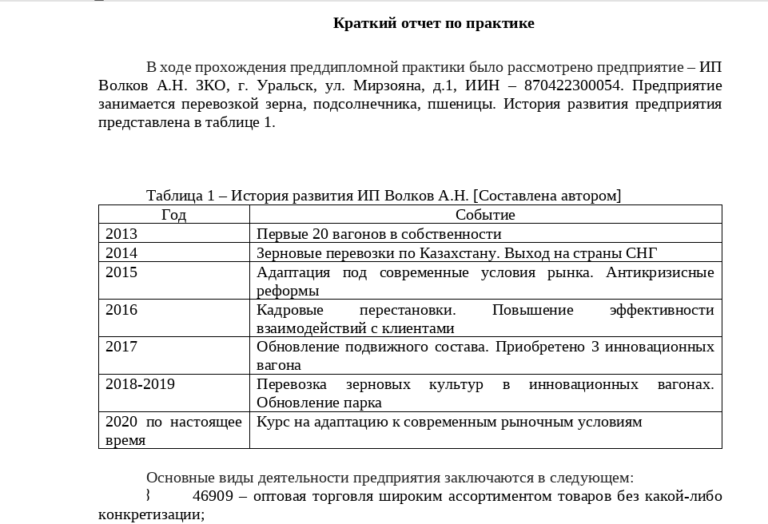 Краткий отчет по практике
В ходе прохождения преддипломной практики было рассмотрено предприятие – ИП
Волков А.Н. ЗКО, г. Уральск, ул. Мирзояна, д.1, ИИН – 870422300054. Предприятие
занимается перевозкой зерна, подсолнечника, пшеницы. История развития предприятия
представлена в таблице 1.
Таблица 1 – История развития ИП Волков А.Н. [Составлена автором]
Год Событие
2013 Первые 20 вагонов в собственности
2014 Зерновые перевозки по Казахстану. Выход на страны СНГ
2015 Адаптация под современные условия рынка. Антикризисные
реформы
2016 Кадровые перестановки. Повышение эффективности
взаимодействий с клиентами
2017 Обновление подвижного состава. Приобретено 3 инновационных
вагона
2018-2019 Перевозка зерновых культур в инновационных вагонах.
Обновление парка
2020 по настоящее Курс на адаптацию к современным рыночным условиям
время
Основные виды деятельности предприятия заключаются в следующем:
46909 – оптовая торговля широким ассортиментом товаров без какой-либо
конкретизации;